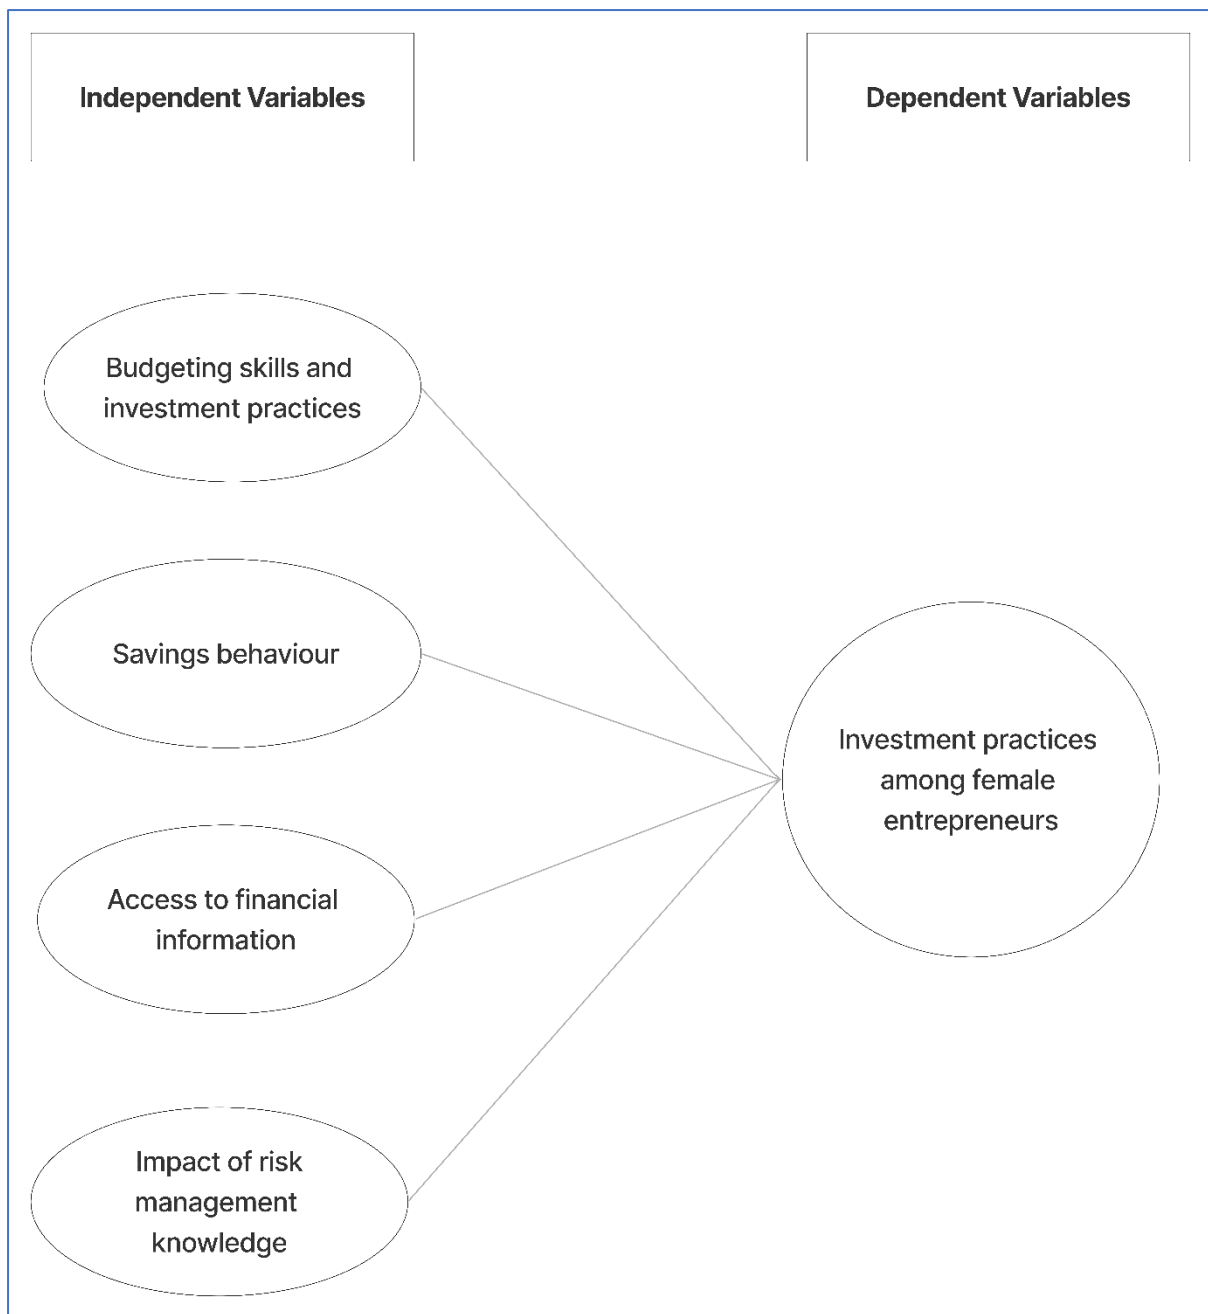 Independent Variables
Dependent Variables
Budgeting skills and
investment practices
Savings behaviour
Access to financial
information
Impact of risk
management
knowledge
Investment practices
among female
entrepreneurs